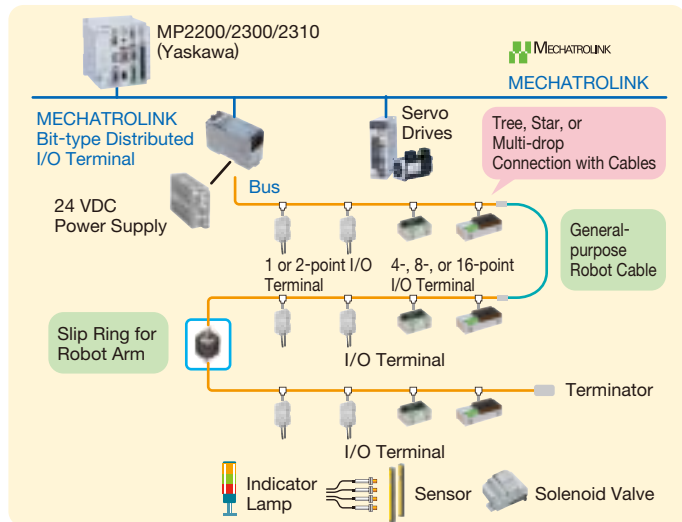 MP2200/2300/2310
(Yaskawa)
MECHATROLINK
MECHATROLINK
MECHATROLINK
Bit-type Distributed
I/O Terminal
Servo
Drives
Tree, Star, or
Multi-drop
Connection with Cables
Bus
24 VDC
Power Supply
General-
purpose
Robot Cable
1 or 2-point I/O
Terminal
4-, 8-, or 16-point
I/O Terminal
Slip Ring for
Robot Arm
I/O Terminal
Terminator
I/O Terminal
Indicator
Lamp
Sensor
Solenoid Valve